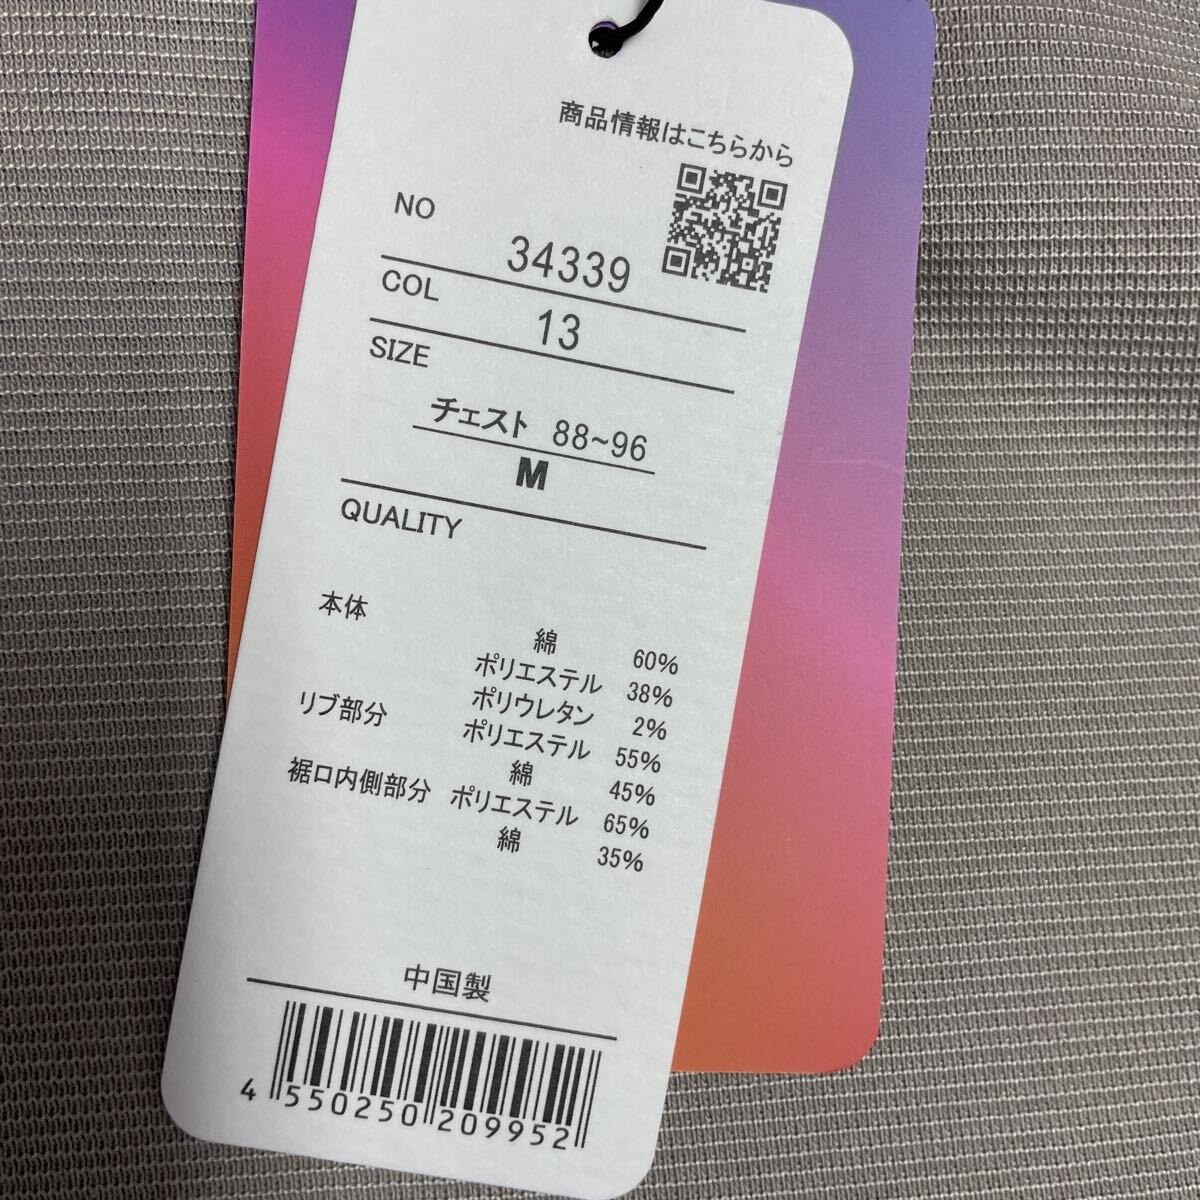 商品情報はこちらから
NO
34339
COL
13
SIZE
チェスト 88~96
M
QUALITY
本体
綿 60%
ポリエステル 38%
ポリウレタン 2%
リブ部分
ポリエステル 55%
綿 45%
裾口内側部分 ポリエステル 65%
綿 35%
中国製
4 550250 209952